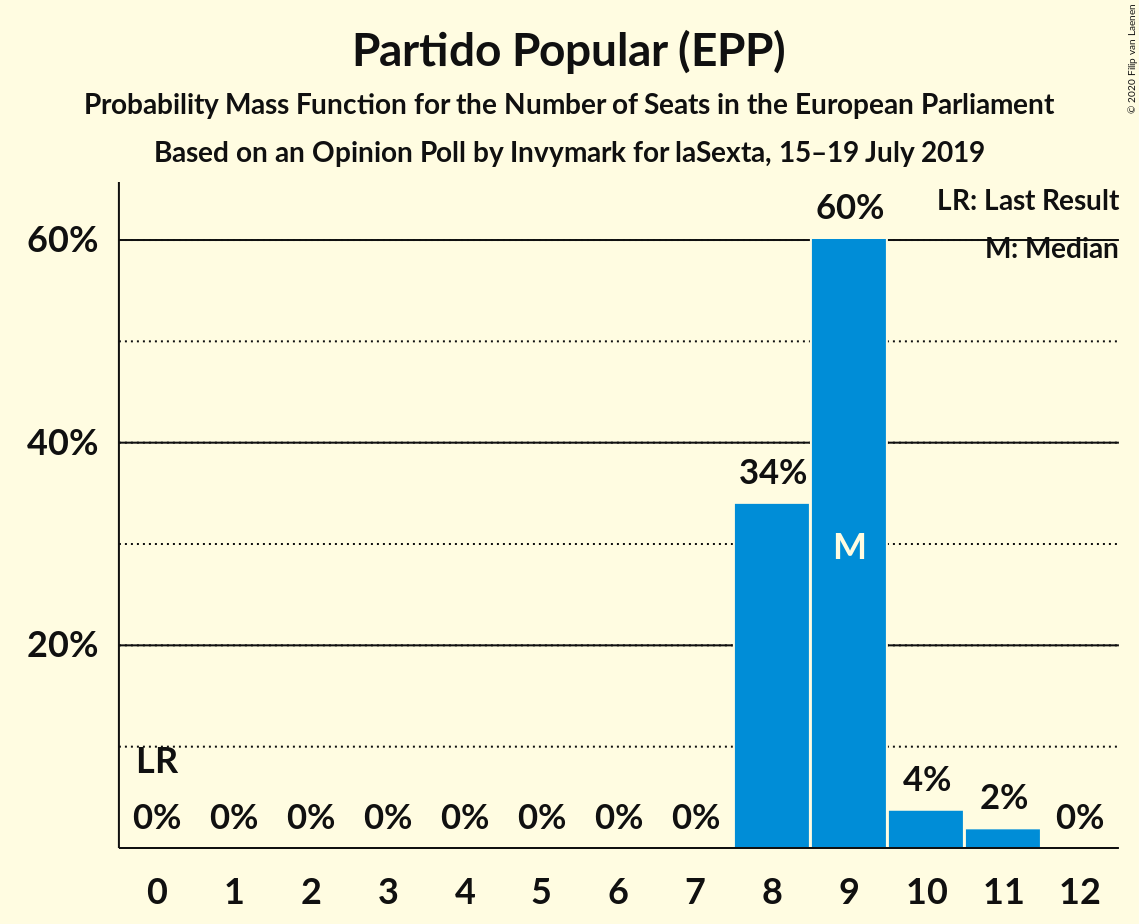 Partido Popular (EPP)
Probability Mass Function for the Number of Seats in the European Parliament
Based on an Opinion Poll by Invymark for laSexta, 15–19 July 2019
© 2020 Filip van Laenen
LR: Last Result
M: Median
60%
40%
20%
60%
34%
M
LR
4%
2%
0% 0% 0% 0% 0% 0% 0% 0% 0%
0 1 2 3 4 5 6 7 8 9 10 11 12